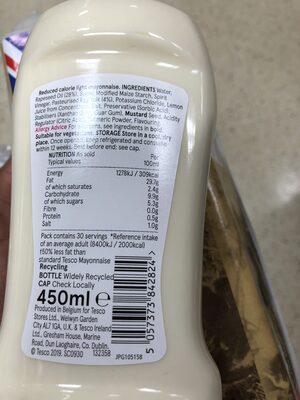 Reduced calorie light mayonnaise. INGREDIENTS: Water,
Rapeseed Oil (28%), Modified Maize Starch, Spirit
Vinegar, Pasteurised Egg Yolk (4%), Potassium Chloride, Lemon
Juice from Concentrate, Preservative (Sorbic Acid),
Stabilisers (Xanthan Gum, Guar Gum), Mustard Seed, Acidity
Regulator (Citric Acid), Turmeric Powder, Flavouring.
Allergy Advice For allergens, see ingredients in bold.
Suitable for vegetarians. STORAGE Store in a cool dry
place. Once opened keep refrigerated and consume
within 12 weeks. Best before end: see cap.
NUTRITION As sold Per
Typical values 100ml
Energy 1278kJ / 309kcal
Fat 29.7g
of which saturates 2.4g
Carbohydrate 9.9g
of which sugars 5.3g
Fibre 0.0g
Protein 0.5g
Salt 1.0g
Pack contains 30 servings *Reference intake
of an average adult (8400kJ / 2000kcal)
†50% less fat than
standard Tesco Mayonnaise
Recycling
BOTTLE Widely Recycled
CAP Check Locally
450ml e
Produced in Belgium for Tesco
Stores Ltd., Welwyn Garden
City AL7 1GA, U.K. & Tesco Ireland
Ltd., Gresham House, Marine
Road, Dun Laoghaire, Co. Dublin.
© Tesco 2019. SC0930 132358
JPG105158
5 057373 842824 >